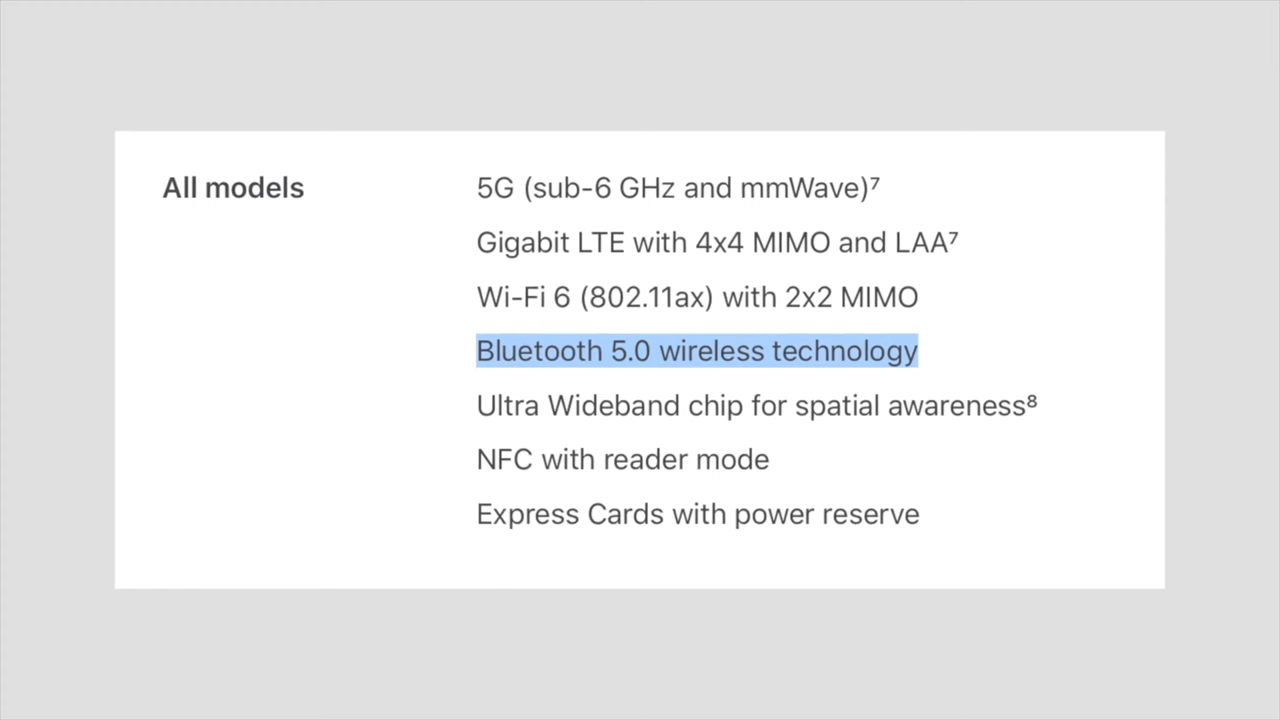 All models
5G (sub-6 GHz and mmWave)⁷
Gigabit LTE with 4x4 MIMO and LAA⁷
Wi-Fi 6 (802.11ax) with 2x2 MIMO
Bluetooth 5.0 wireless technology
Ultra Wideband chip for spatial awareness⁸
NFC with reader mode
Express Cards with power reserve